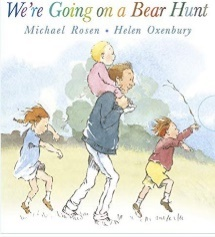 We're Going on a Bear Hunt
Michael Rosen • Helen Oxenbury